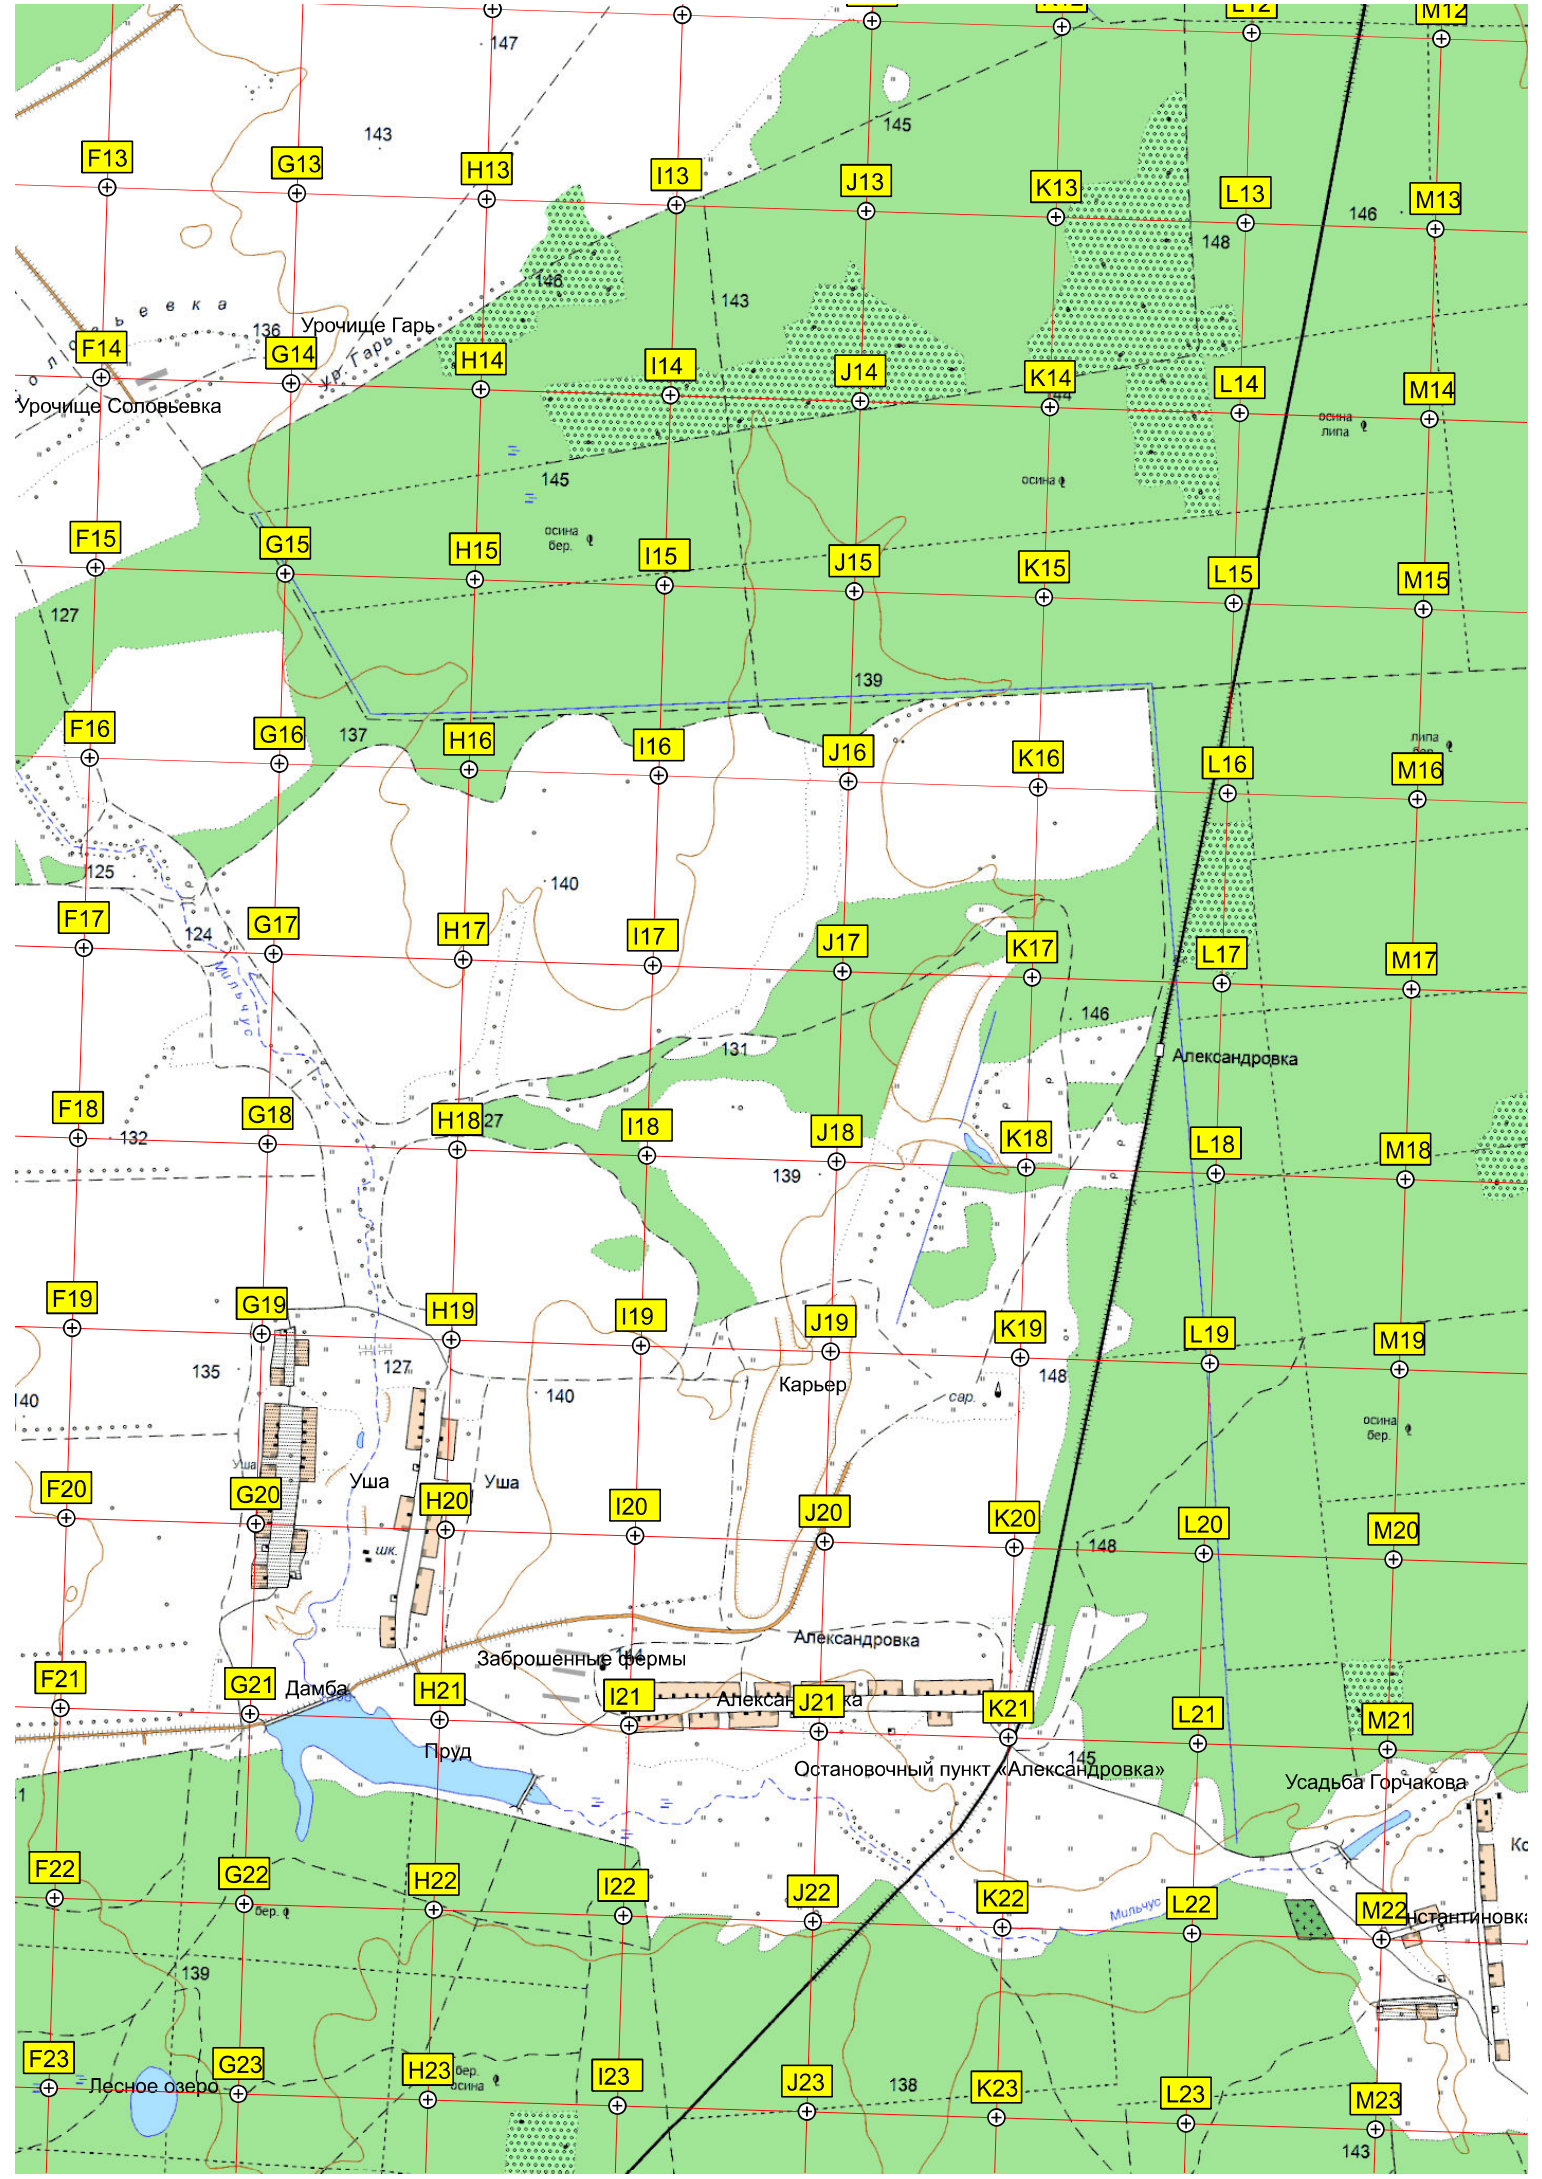 K12
L12
M12
147
145
143
F13
G13
H13
I13
J13
K13
L13
M13
146
148
146
143
Соловьевка
136
Урочище Гарь
ур. Гарь
F14
G14
H14
I14
J14
K14
L14
M14
Урочище Соловьевка
осина
липа
145
осина
осина
бер.
F15
G15
H15
I15
J15
K15
L15
M15
127
139
137
липа
F16
G16
H16
I16
J16
K16
L16
M16
125
140
124
F17
G17
H17
I17
J17
K17
L17
M17
Мильчус
146
131
Александровка
F18
G18
H18
27
I18
J18
K18
L18
M18
132
139
F19
G19
H19
I19
J19
K19
L19
M19
135
127
140
140
Карьер
148
сар.
осина
бер.
Уша
Уша
Уша
F20
G20
H20
I20
J20
K20
L20
M20
шк.
148
Александровка
Заброшенные фермы
F21
G21
Дамба
H21
I21
J21
K21
L21
M21
Пруд
145
Остановочный пункт «Александровка»
Усадьба Горчакова
F22
G22
H22
I22
J22
K22
L22
M22
бер.
Мильчус
нстантиновка
139
F23
G23
H23
I23
J23
K23
L23
M23
бер.
осина
Лесное озеро
138
143